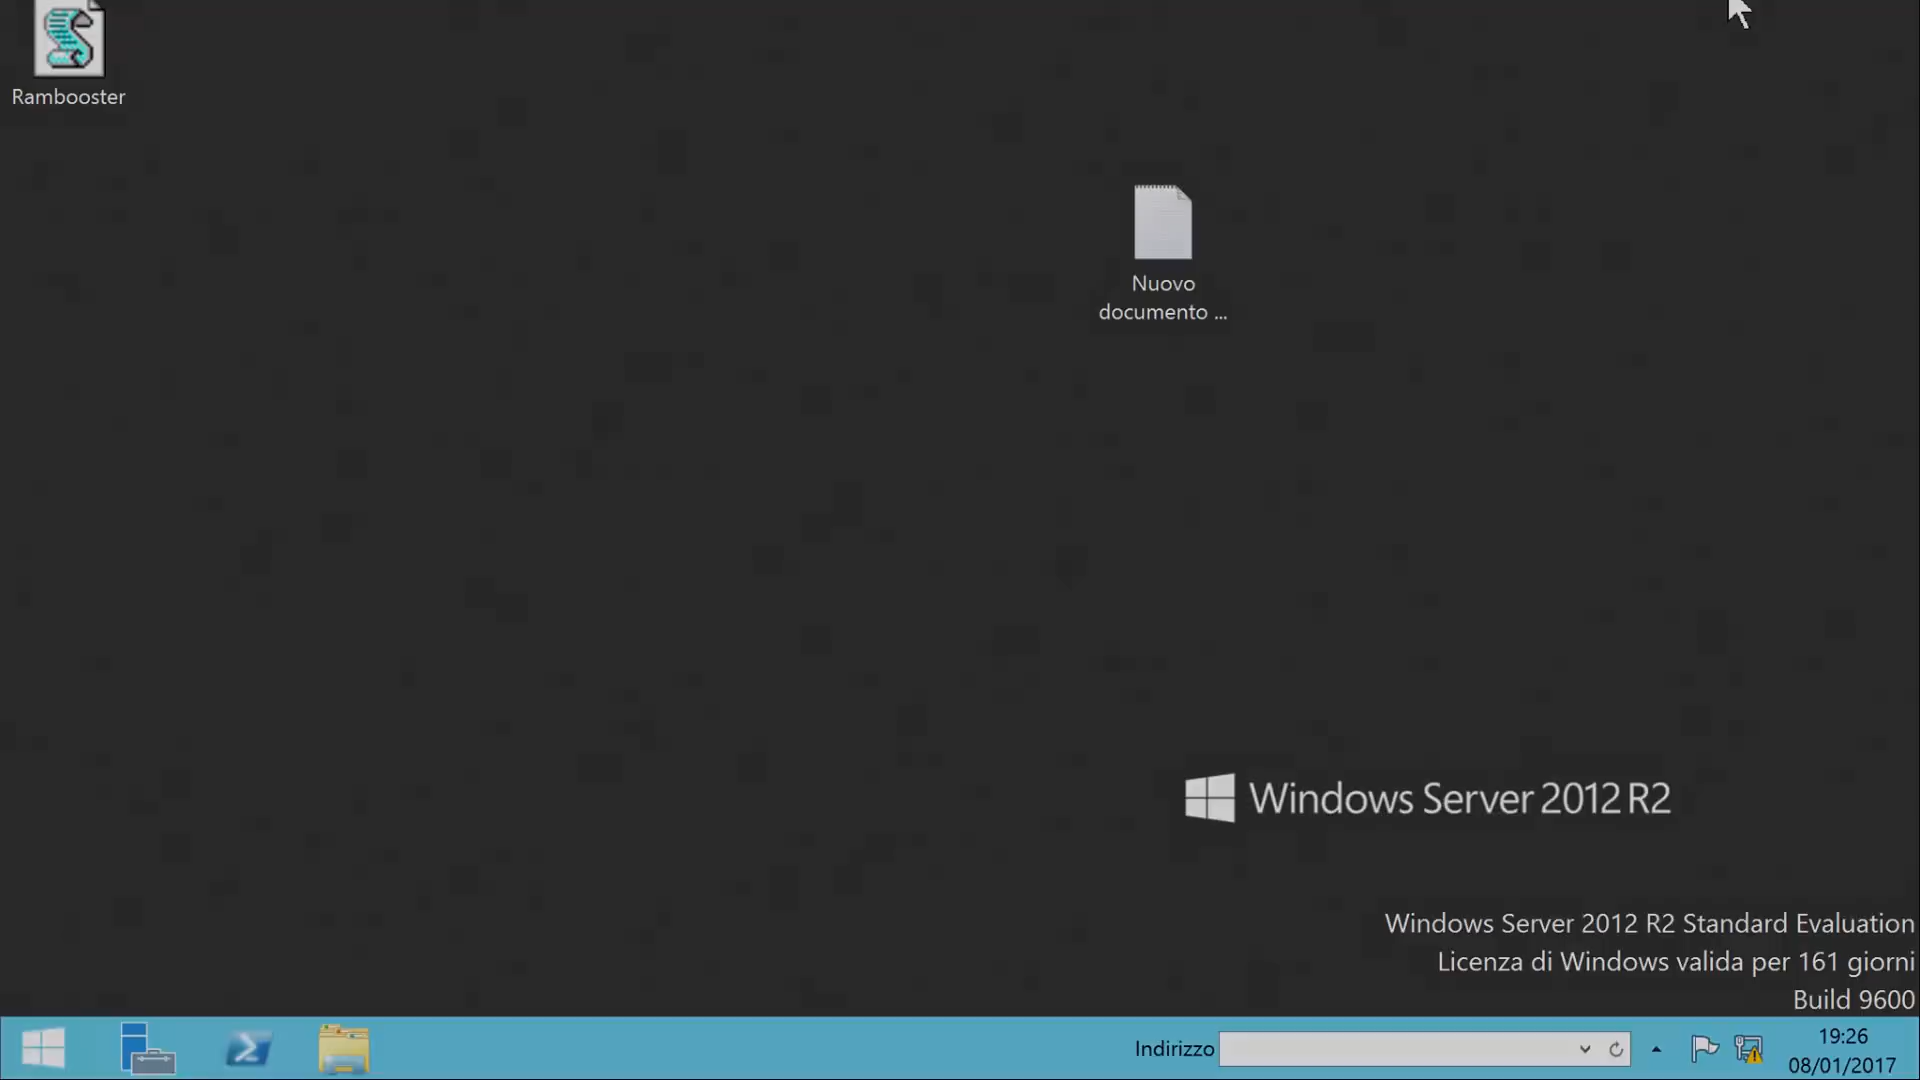 Rambooster
Nuovo
documento ...
Windows Server 2012 R2
Windows Server 2012 R2 Standard Evaluation
Licenza di Windows valida per 161 giorni
Build 9600
Indirizzo
19:26
08/01/2017